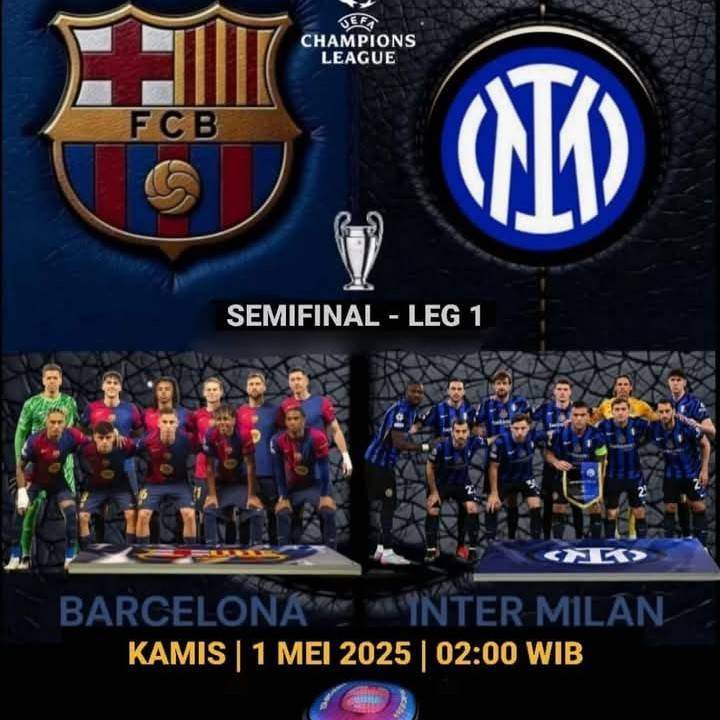 UEFA
CHAMPIONS
LEAGUE
FCB
SEMIFINAL - LEG 1
BARCELONA
INTER MILAN
KAMIS | 1 MEI 2025 | 02:00 WIB